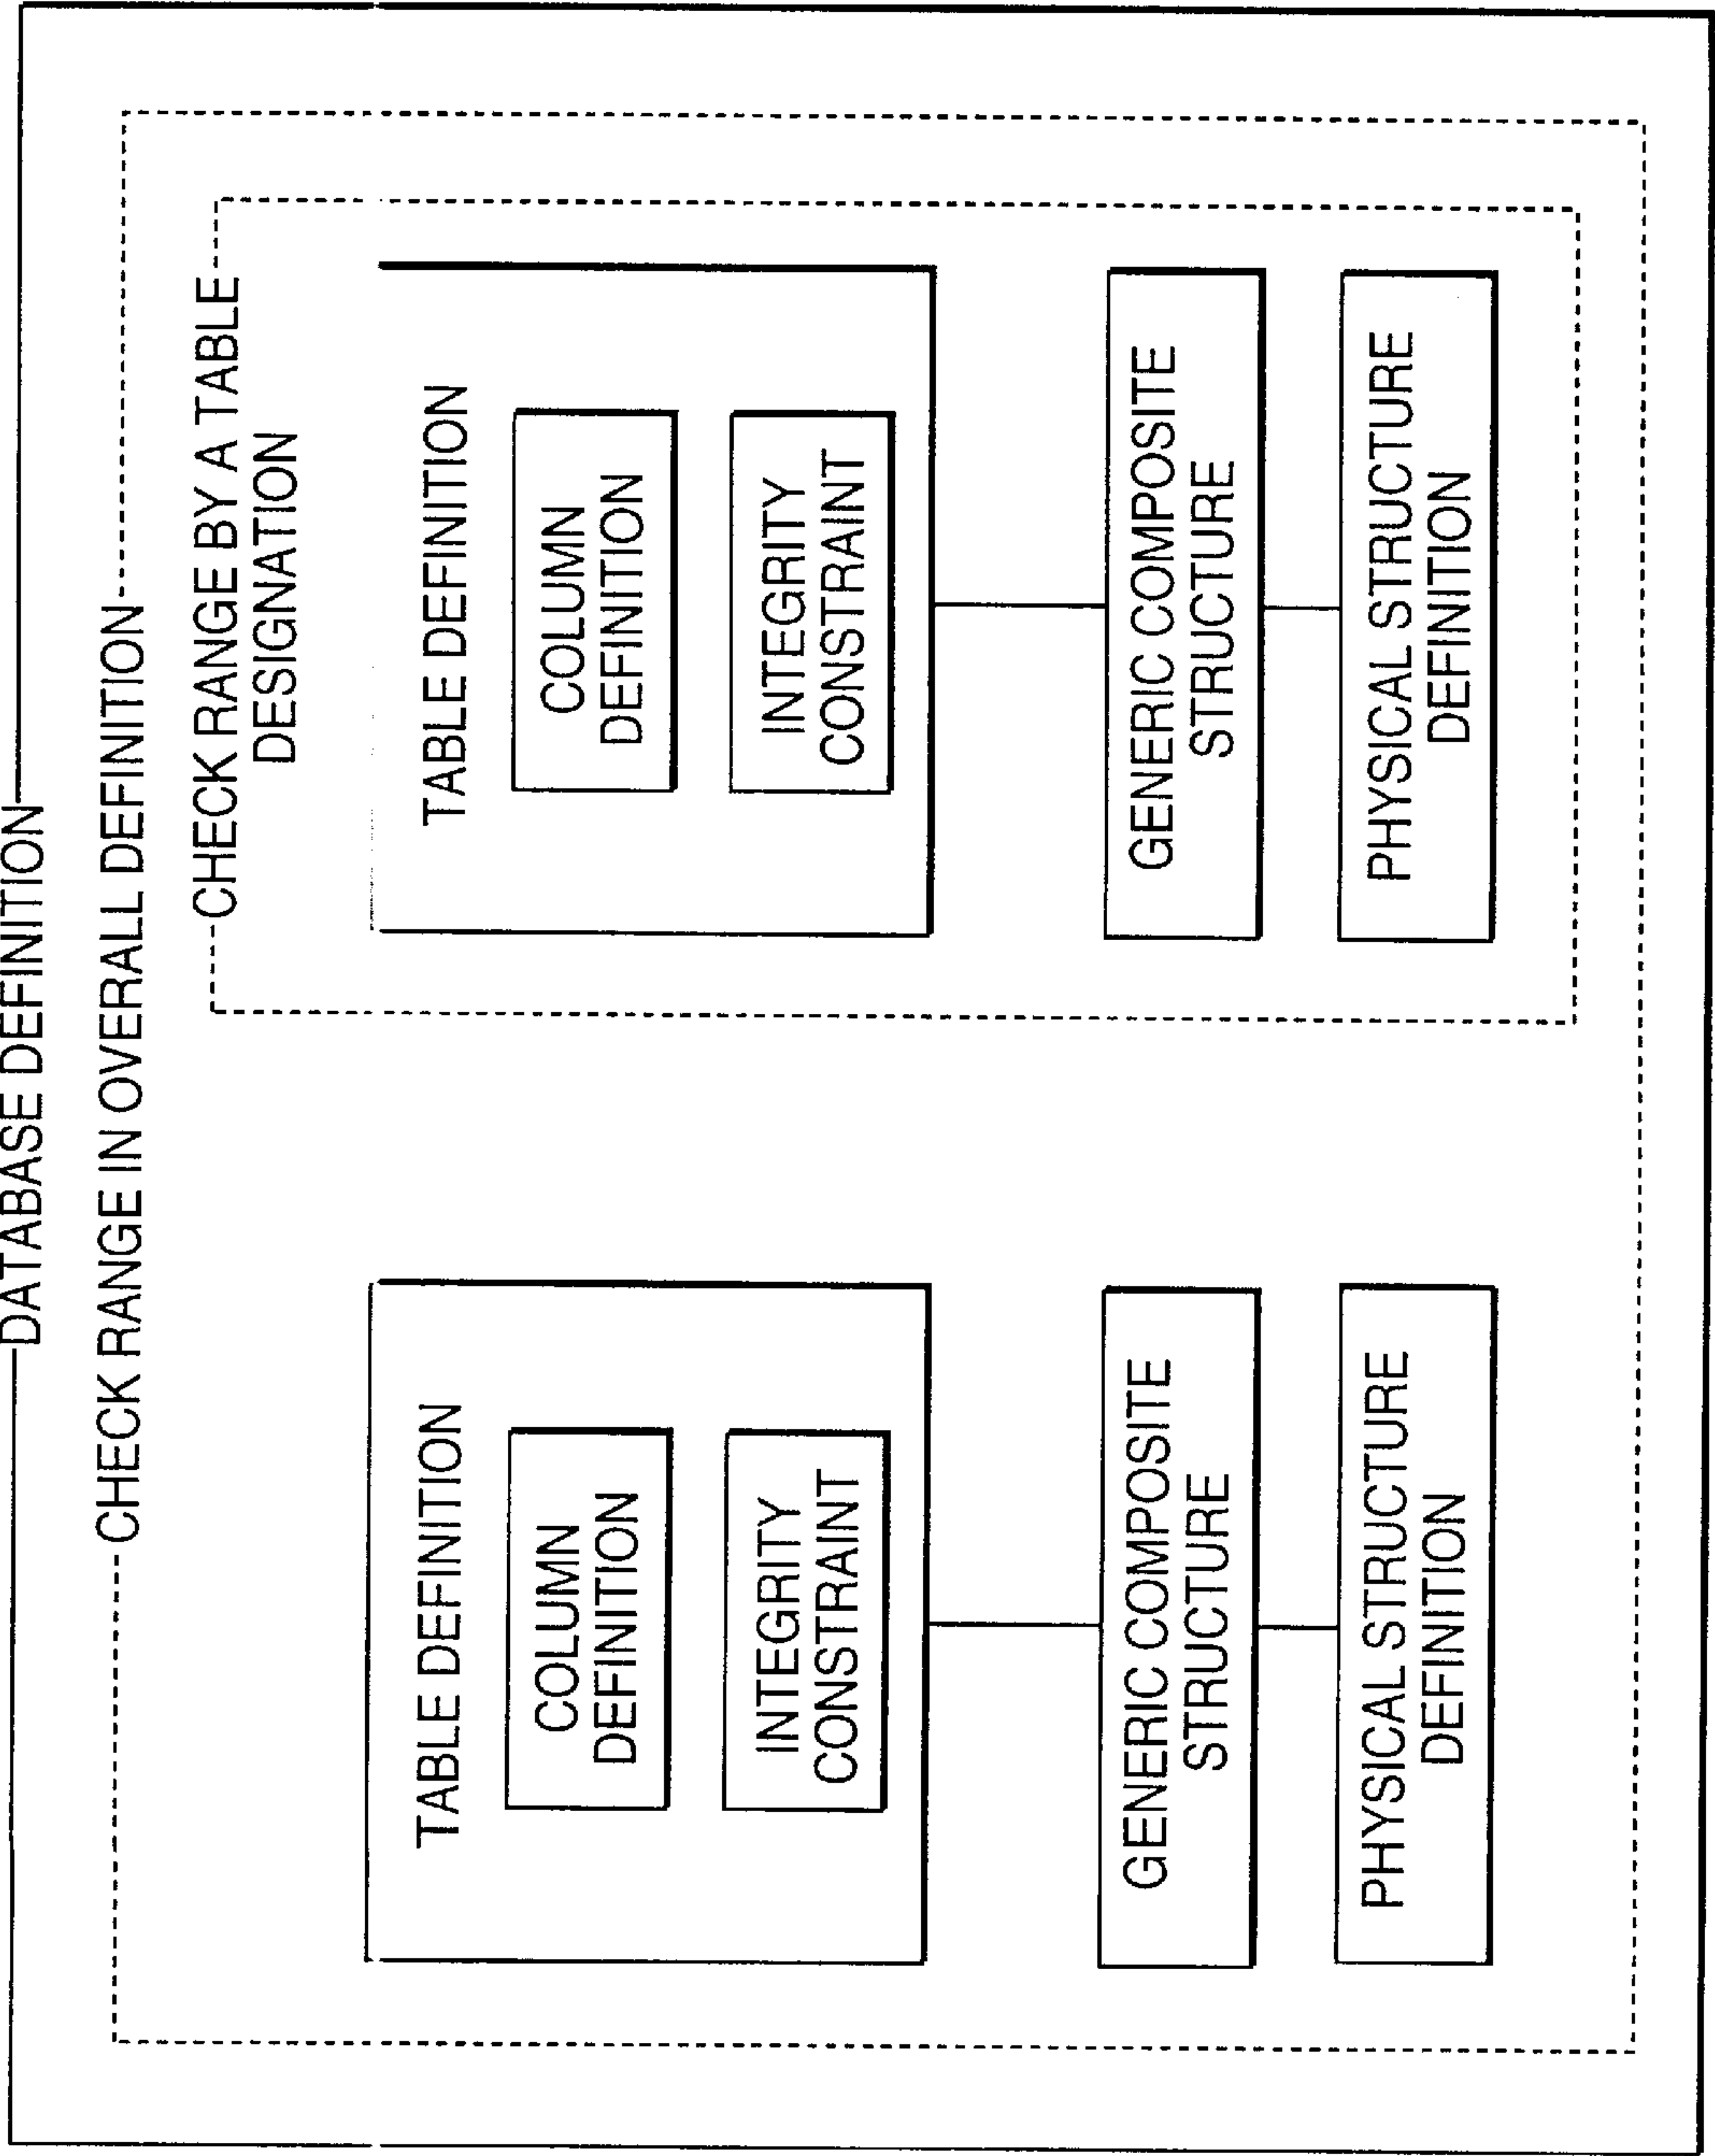 DATABASE DEFINITION
CHECK RANGE IN OVERALL DEFINITION
CHECK RANGE BY A TABLE
DESIGNATION
TABLE DEFINITION
COLUMN
DEFINITION
INTEGRITY
CONSTRAINT
GENERIC COMPOSITE
STRUCTURE
PHYSICAL STRUCTURE
DEFINITION
TABLE DEFINITION
COLUMN
DEFINITION
INTEGRITY
CONSTRAINT
GENERIC COMPOSITE
STRUCTURE
PHYSICAL STRUCTURE
DEFINITION